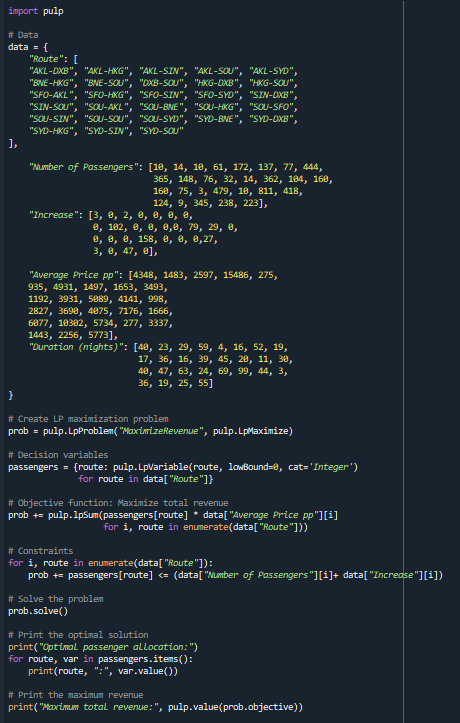 import pulp

# Data
data = {
    "Route": [
    "AKL-DXB", "AKL-HKG", "AKL-SIN", "AKL-SOU", "AKL-SYD",
    "BNE-HKG", "BNE-SOU", "DXB-SOU", "HKG-DXB", "HKG-SOU",
    "SFO-AKL", "SFO-HKG", "SFO-SIN", "SFO-SYD", "SIN-DXB",
    "SIN-SOU", "SOU-AKL", "SOU-BNE", "SOU-HKG", "SOU-SFO",
    "SOU-SIN", "SOU-SOU", "SOU-SYD", "SYD-BNE", "SYD-DXB",
    "SYD-HKG", "SYD-SIN", "SYD-SOU"
],

    "Number of Passengers": [10, 14, 10, 61, 172, 137, 77, 444,
                             365, 148, 76, 32, 14, 362, 104, 160,
                             160, 75, 3, 479, 10, 811, 418,
                             124, 9, 345, 238, 223],
    "Increase": [3, 0, 2, 0, 0, 0, 0,
                 0, 102, 0, 0, 0,0, 79, 29, 0,
                 0, 0, 0, 158, 0, 0, 0,27,
                 3, 0, 47, 0],

    "Average Price pp": [4348, 1483, 2597, 15486, 275,
    935, 4931, 1497, 1653, 3493,
    1192, 3931, 5089, 4141, 998,
    2827, 3690, 4075, 7176, 1666,
    6077, 10302, 5734, 277, 3337,
    1443, 2256, 5773],
    "Duration (nights)": [40, 23, 29, 59, 4, 16, 52, 19,
                          17, 36, 16, 39, 45, 20, 11, 30,
                          40, 47, 63, 24, 69, 99, 44, 3,
                          36, 19, 25, 55]
}

# Create LP maximization problem
prob = pulp.LpProblem("MaximizeRevenue", pulp.LpMaximize)

# Decision variables
passengers = {route: pulp.LpVariable(route, lowBound=0, cat='Integer')
              for route in data["Route"]}

# Objective function: Maximize total revenue
prob += pulp.lpSum(passengers[route] * data["Average Price pp"][i]
                   for i, route in enumerate(data["Route"]))

# Constraints
for i, route in enumerate(data["Route"]):
    prob += passengers[route] <= (data["Number of Passengers"][i]+ data["Increase"][i])

# Solve the problem
prob.solve()

# Print the optimal solution
print("Optimal passenger allocation:")
for route, var in passengers.items():
    print(route, ":", var.value())

# Print the maximum revenue
print("Maximum total revenue:", pulp.value(prob.objective))